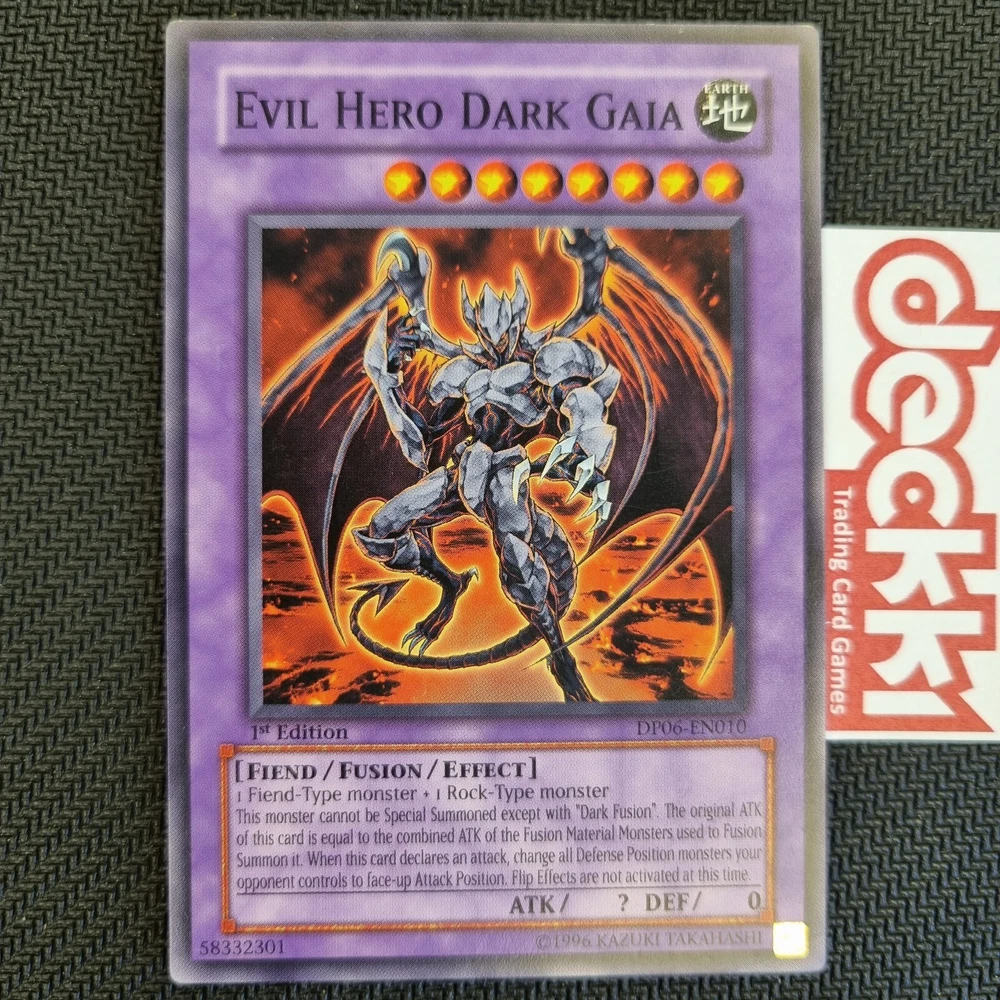 EVIL HERO DARK GAIA
EARTH
地
1st Edition
DP06-EN010
[FIEND / FUSION / EFFECT]
1 Fiend-Type monster + 1 Rock-Type monster
This monster cannot be Special Summoned except with "Dark Fusion". The original ATK
of this card is equal to the combined ATK of the Fusion Material Monsters used to Fusion
Summon it. When this card declares an attack, change all Defense Position monsters your
opponent controls to face-up Attack Position. Flip Effects are not activated at this time.
ATK / ? DEF / 0
58332301
©1996 KAZUKI TAKAHASHI
deckki
Trading Card Games